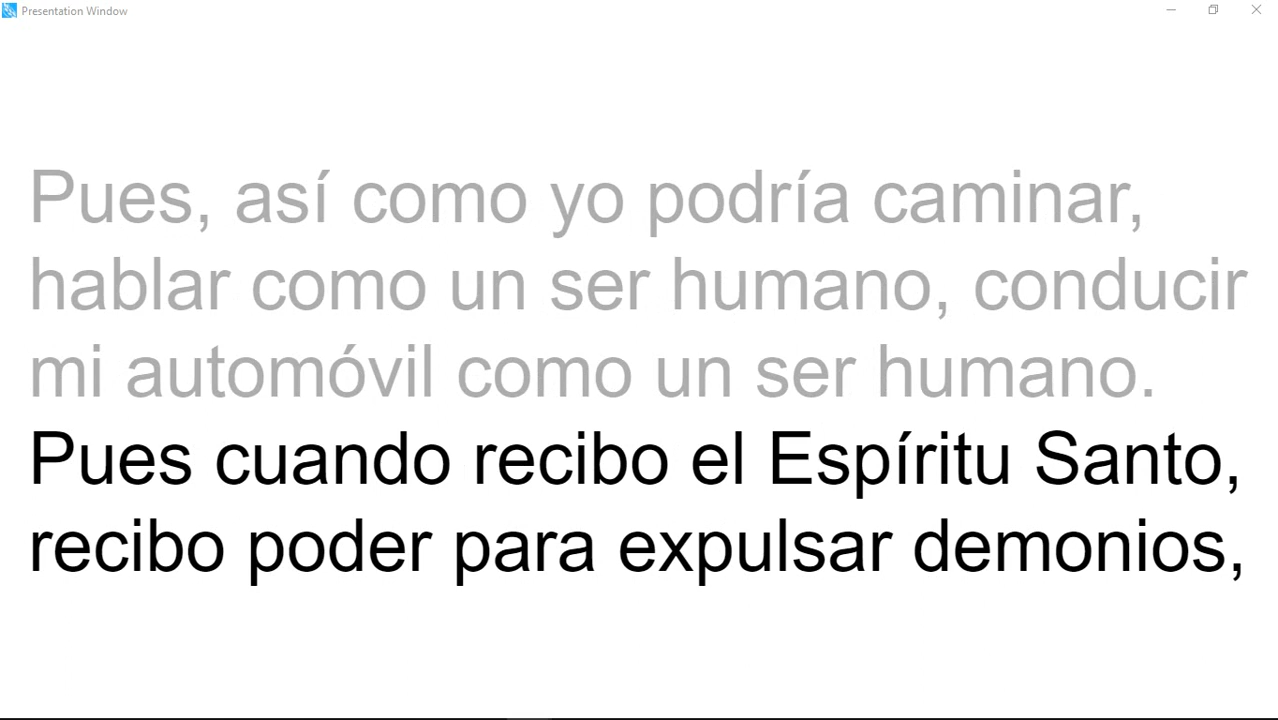 Presentation Window
Pues, así como yo podría caminar,
hablar como un ser humano, conducir
mi automóvil como un ser humano.
Pues cuando recibo el Espíritu Santo,
recibo poder para expulsar demonios,